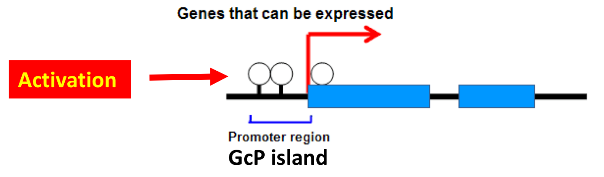 Genes that can be expressed
Activation
Promoter region
GcP island